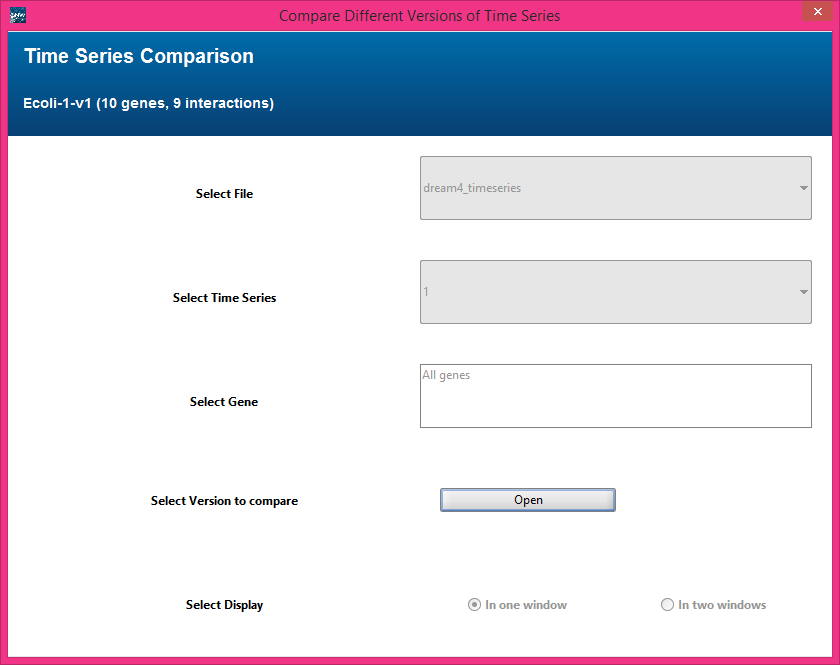 Compare Different Versions of Time Series
Time Series Comparison
Ecoli-1-v1 (10 genes, 9 interactions)
Select File
dream4_timeseries
Select Time Series
1
Select Gene
All genes
Select Version to compare
Open
Select Display
In one window
In two windows